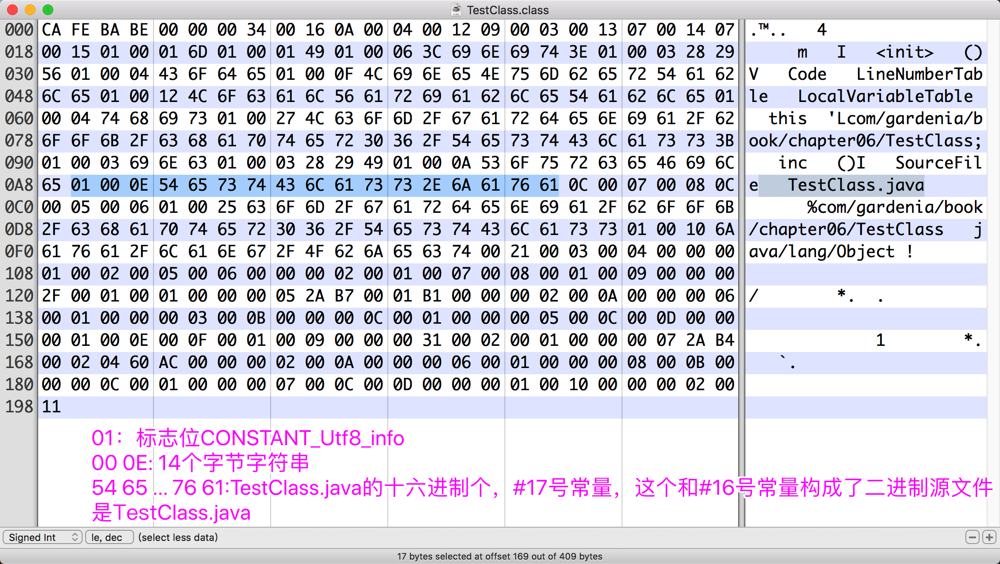 TestClass.class
000 CA FE BA BE 00 00 00 34 00 16 0A 00 04 00 12 09 00 03 00 13 07 00 14 07 .™.. 4
018 00 15 01 00 01 6D 01 00 01 49 01 00 06 3C 69 6E 69 74 3E 01 00 03 28 29 m I <init> ()
030 56 01 00 04 43 6F 64 65 01 00 0F 4C 69 6E 65 4E 75 6D 62 65 72 54 61 62 V Code LineNumberTab
048 6C 65 01 00 12 4C 6F 63 61 6C 56 61 72 69 61 62 6C 65 54 61 62 6C 65 01 le LocalVariableTable
060 00 04 74 68 69 73 01 00 27 4C 63 6F 6D 2F 67 61 72 64 65 6E 69 61 2F 62 this 'Lcom/gardenia/b
078 6F 6F 6B 2F 63 68 61 70 74 65 72 30 36 2F 54 65 73 74 43 6C 61 73 73 3B ook/chapter06/TestClass;
090 01 00 03 69 6E 63 01 00 03 28 29 49 01 00 0A 53 6F 75 72 63 65 46 69 6C inc ()I SourceFil
0A8 65 01 00 0E 54 65 73 74 43 6C 61 73 73 2E 6A 61 76 61 0C 00 07 00 08 0C e TestClass.java
0C0 00 05 00 06 01 00 25 63 6F 6D 2F 67 61 72 64 65 6E 69 61 2F 62 6F 6F 6B %com/gardenia/book
0D8 2F 63 68 61 70 74 65 72 30 36 2F 54 65 73 74 43 6C 61 73 73 01 00 10 6A /chapter06/TestClass j
0F0 61 76 61 2F 6C 61 6E 67 2F 4F 62 6A 65 63 74 00 21 00 03 00 04 00 00 00 ava/lang/Object !
108 01 00 02 00 05 00 06 00 00 00 02 00 01 00 07 00 08 00 01 00 09 00 00 00
120 2F 00 01 00 01 00 00 00 05 2A B7 00 01 B1 00 00 00 02 00 0A 00 00 00 06 / *. .
138 00 01 00 00 00 03 00 0B 00 00 00 0C 00 01 00 00 00 05 00 0C 00 0D 00 00
150 00 01 00 0E 00 0F 00 01 00 09 00 00 00 31 00 02 00 01 00 00 00 07 2A B4 1 *.
168 00 02 04 60 AC 00 00 00 02 00 0A 00 00 00 06 00 01 00 00 00 08 00 0B 00 `.
180 00 00 0C 00 01 00 00 00 07 00 0C 00 0D 00 00 00 01 00 10 00 00 00 02 00
198 11
01：标志位CONSTANT_Utf8_info
00 0E: 14个字节字符串
54 65 ... 76 61:TestClass.java的十六进制个，#17号常量，这个和#16号常量构成了二进制源文件
是TestClass.java
Signed Int le, dec (select less data)
17 bytes selected at offset 169 out of 409 bytes